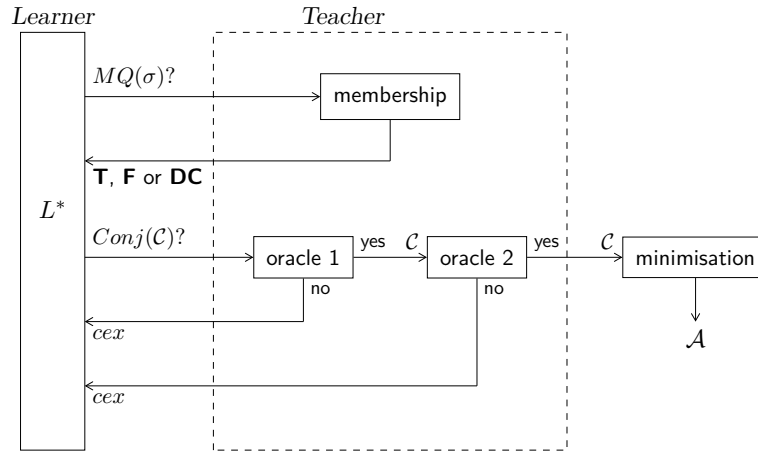 Learner
Teacher
MQ(σ)?
membership
T, F or DC
L*
Conj(C)?
oracle 1
yes
C
oracle 2
yes
C
minimisation
no
no
cex
A
cex